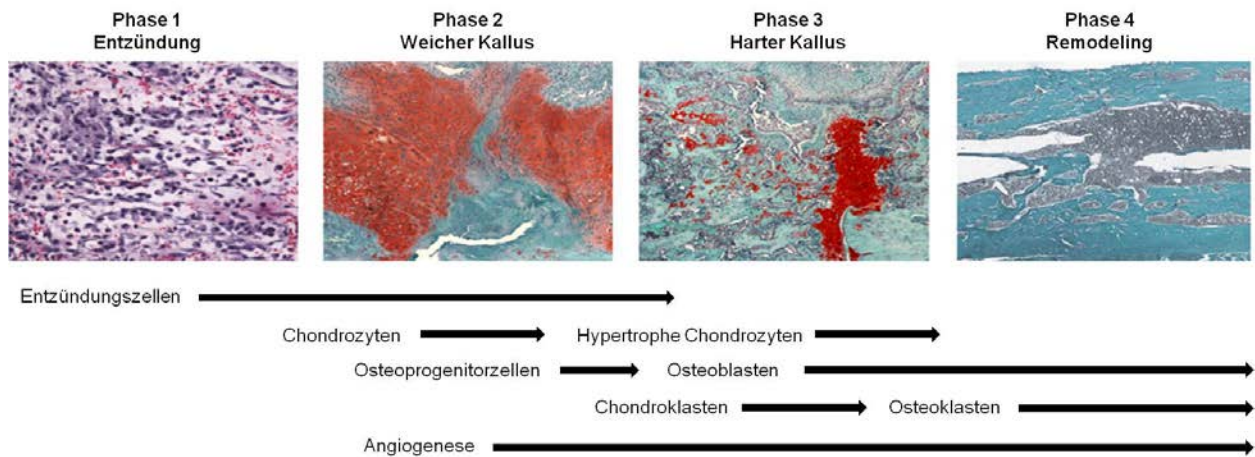 Phase 1
Entzündung
Phase 2
Weicher Kallus
Phase 3
Harter Kallus
Phase 4
Remodeling
Entzündungszellen
Chondrozyten
Hypertrophe Chondrozyten
Osteoprogenitorzellen
Osteoblasten
Chondroklasten
Osteoklasten
Angiogenese